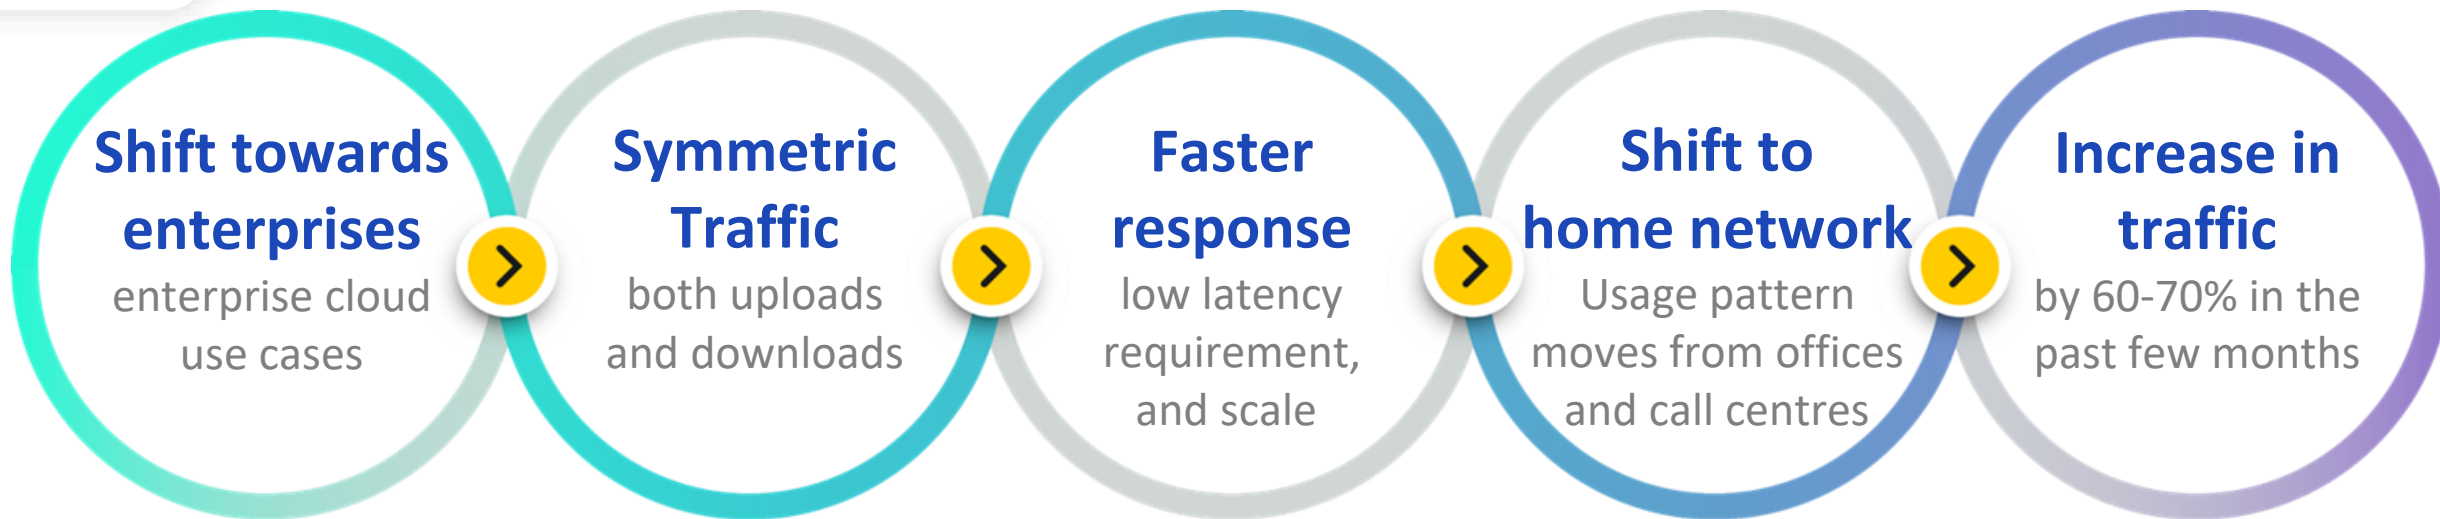 Shift towards
enterprises
enterprise cloud
use cases
Symmetric
Traffic
both uploads
and downloads
Faster
response
low latency
requirement,
and scale
Shift to
home network
Usage pattern
moves from offices
and call centres
Increase in
traffic
by 60-70% in the
past few months